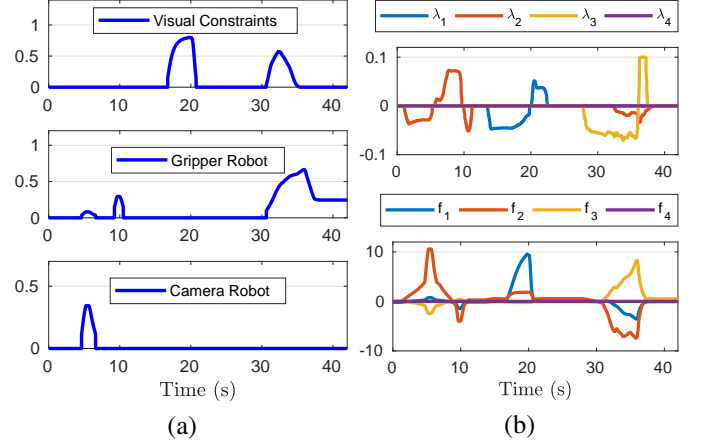 Visual Constraints
1
0.5
0
0 10 20 30 40
Gripper Robot
1
0.5
0
0 10 20 30 40
Camera Robot
0.5
0
0 10 20 30 40
Time (s)
(a)
λ₁ λ₂ λ₃ λ₄
0.1
0
-0.1
0 10 20 30 40
f₁ f₂ f₃ f₄
10
0
-10
0 10 20 30 40
Time (s)
(b)